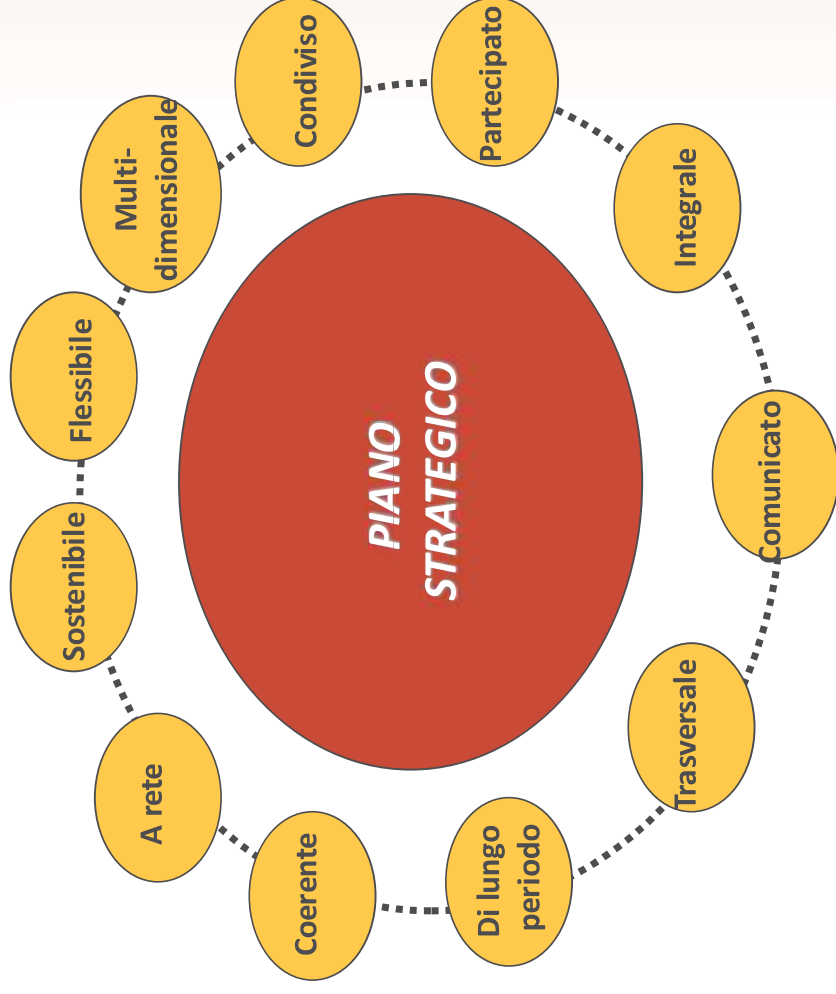 Sostenibile
Flessibile
A rete
Multi-
dimensionale
Coerente
Condiviso
PIANO
STRATEGICO
Di lungo
periodo
Partecipato
Trasversale
Integrale
Comunicato